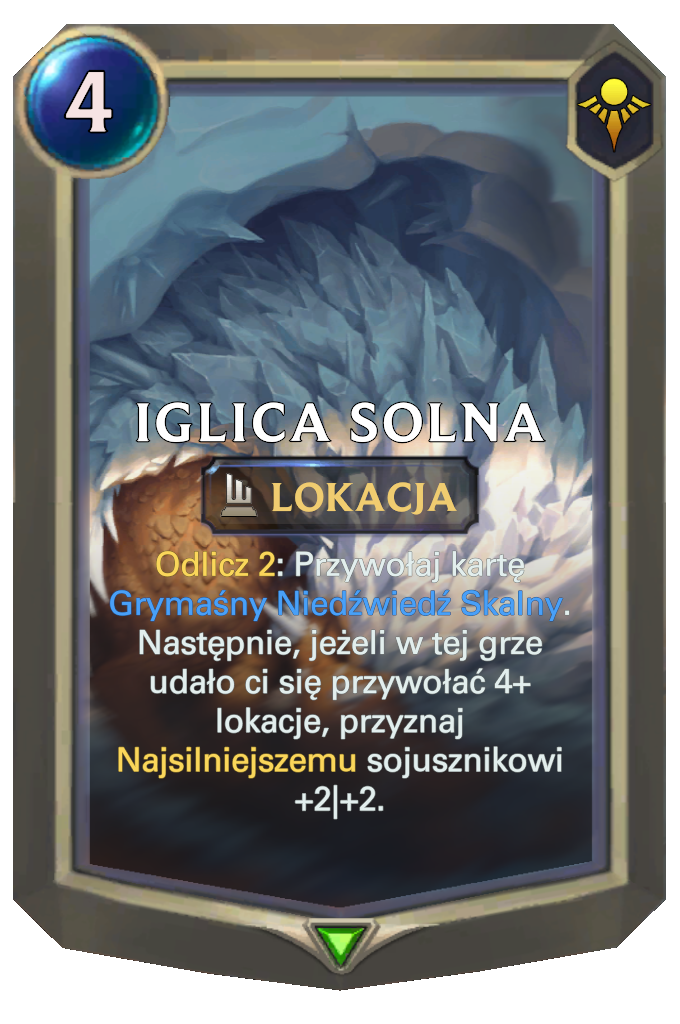 4
IGLICA SOLNA
LOKACJA
Odlicz 2: Przywołaj kartę
Grymaśny Niedźwiedź Skalny.
Następnie, jeżeli w tej grze
udało ci się przywołać 4+
lokacje, przyznaj
Najsilniejszemu sojusznikowi
+2|+2.